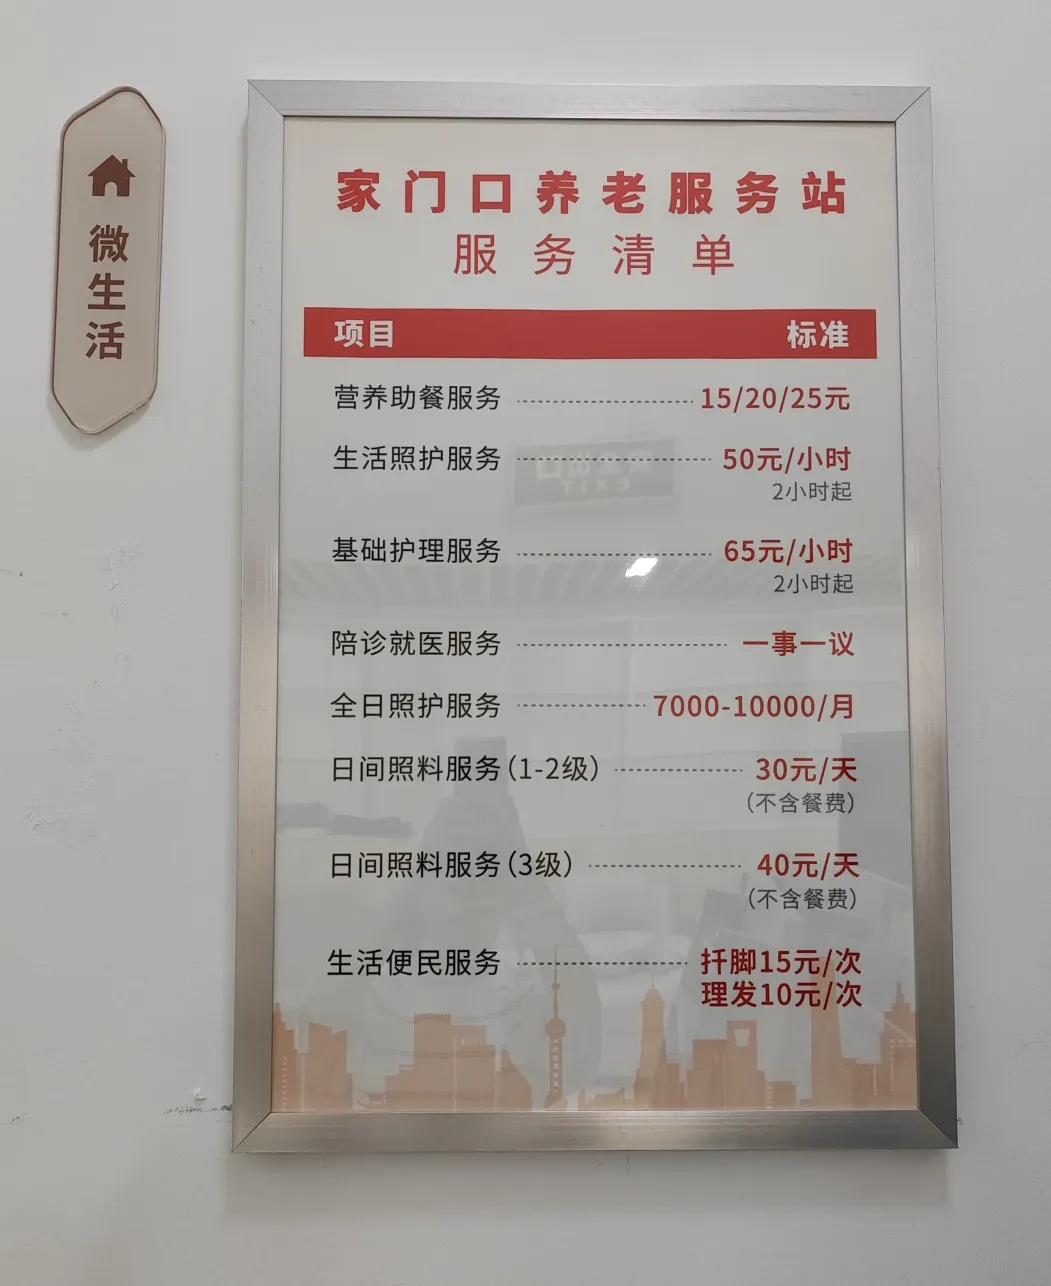 微生活
家门口养老服务站
服务清单
项目 标准
营养助餐服务 15/20/25元
生活照护服务 50元/小时
2小时起
基础护理服务 65元/小时
2小时起
陪诊就医服务 一事一议
全日照护服务 7000-10000/月
日间照料服务(1-2级) 30元/天
(不含餐费)
日间照料服务(3级) 40元/天
(不含餐费)
生活便民服务 扦脚15元/次
理发10元/次